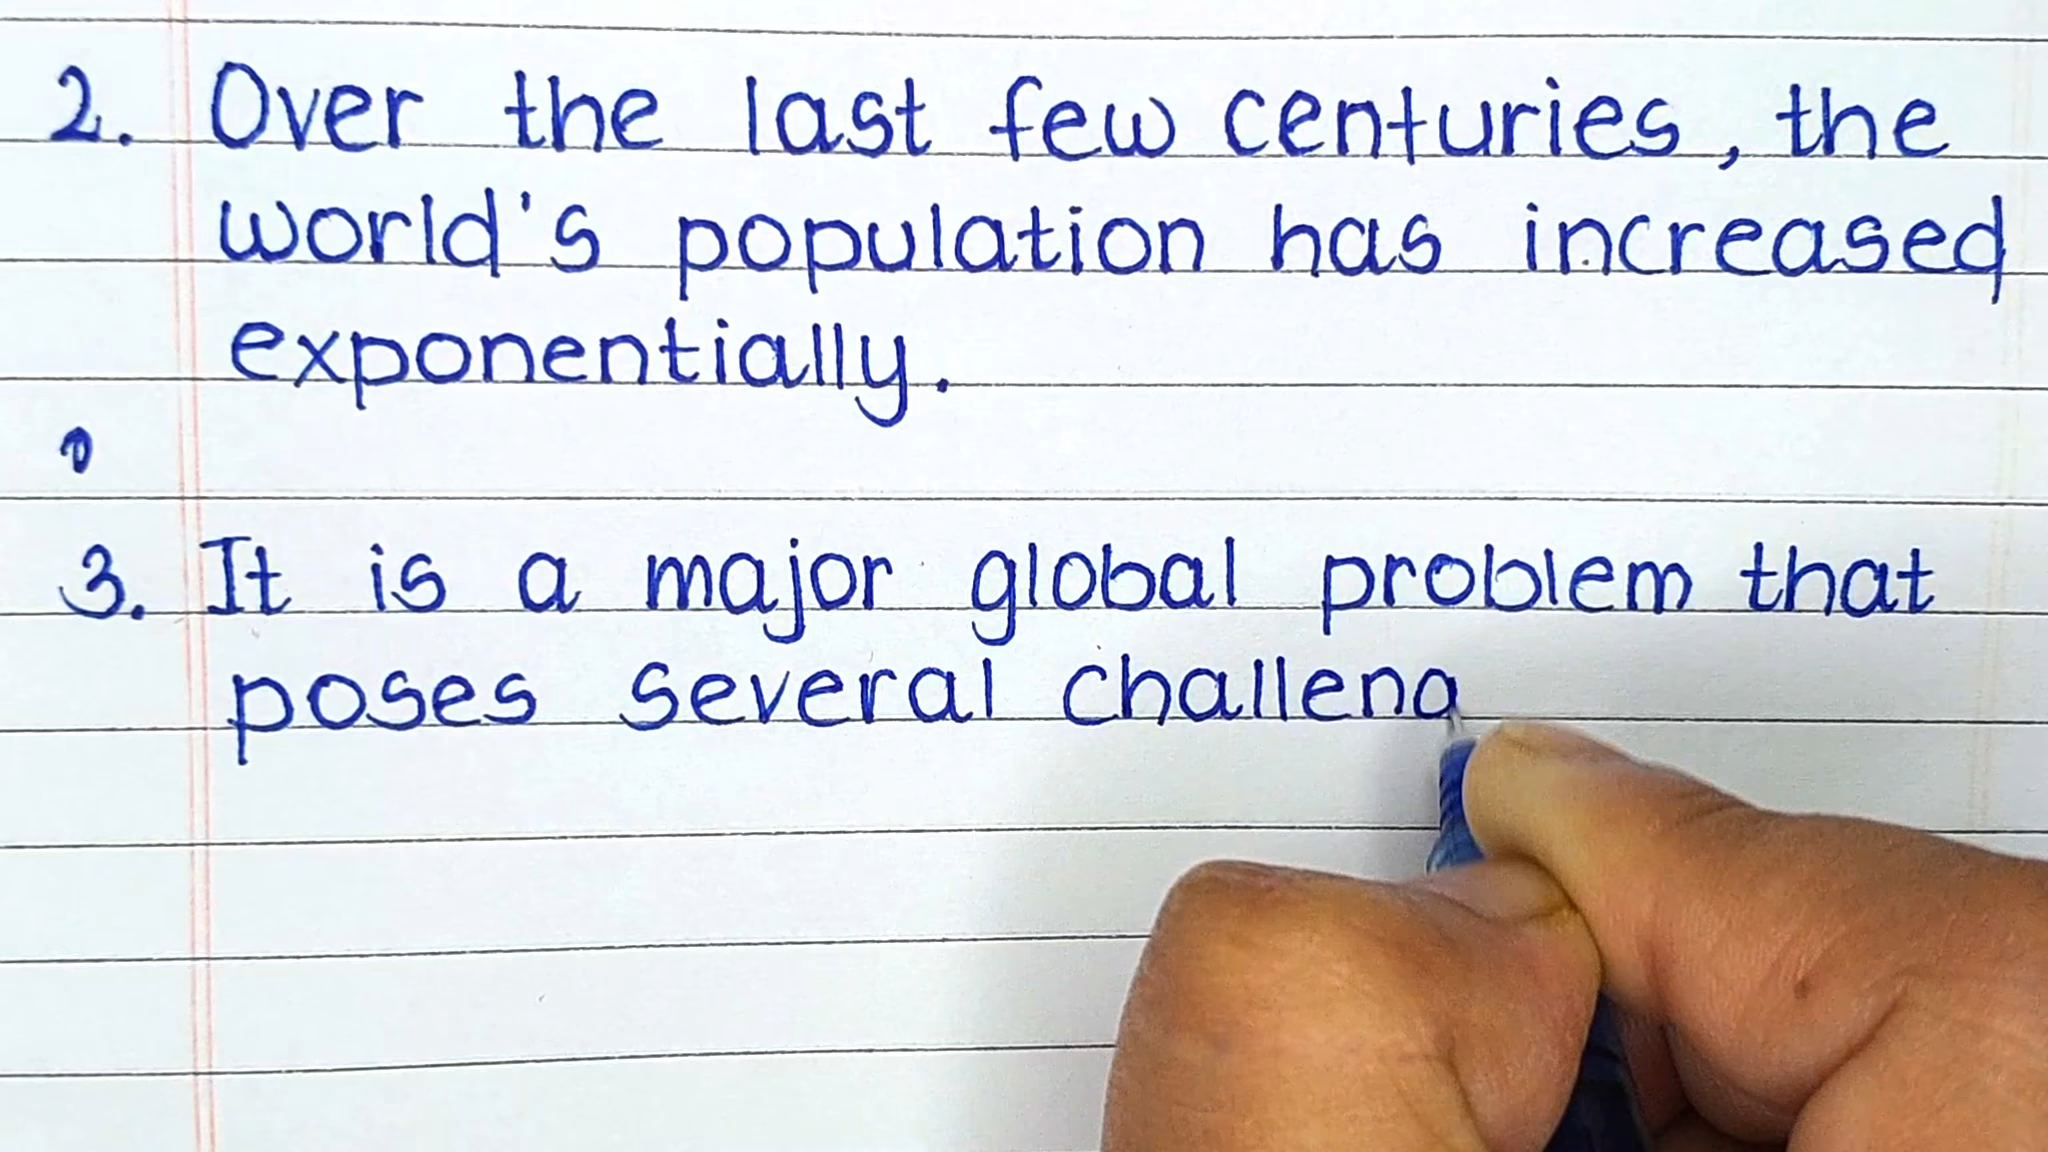 2. Over the last few centuries, the
world's population has increased
exponentially.
3. It is a major global problem that
poses several challena